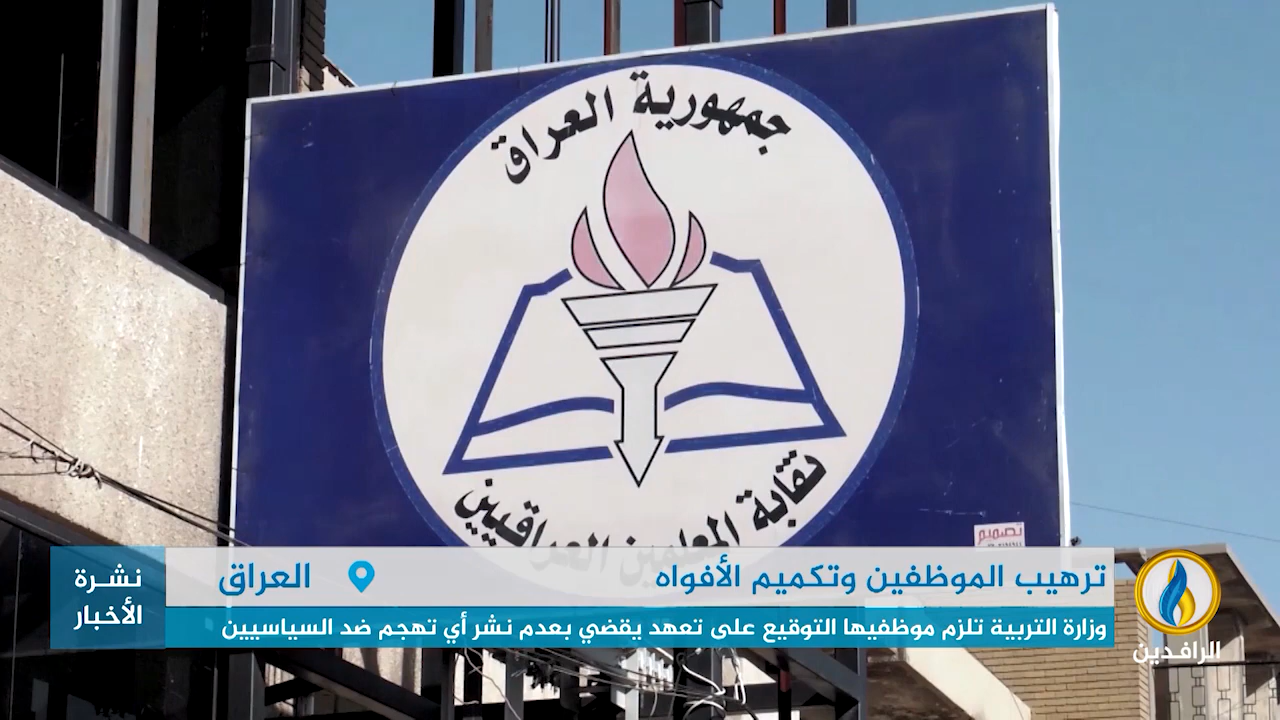 جمهورية العراق
نقابة المعلمين العراقيين
تصميم
ترهيب الموظفين وتكميم الأفواه
العراق
وزارة التربية تلزم موظفيها التوقيع على تعهد يقضي بعدم نشر أي تهجم ضد السياسيين
نشرة
الأخبار
الرافدين